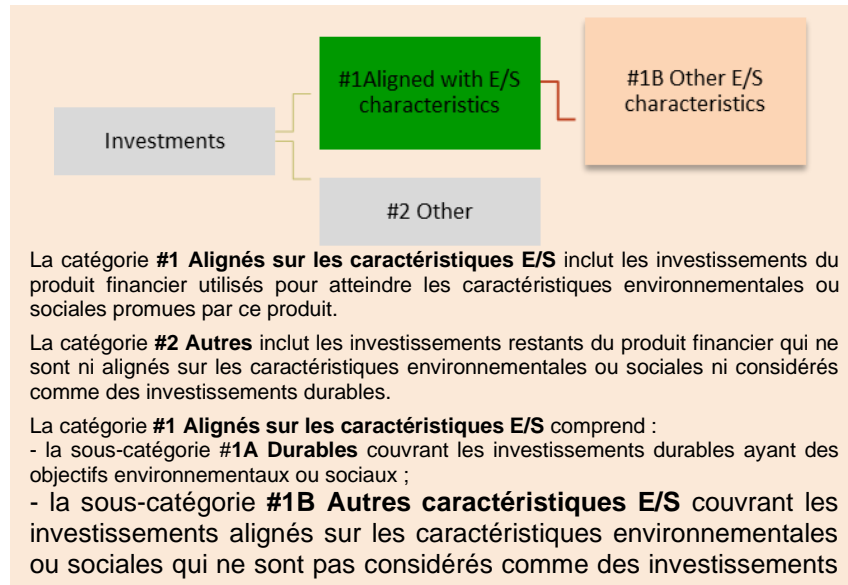 #1Aligned with E/S
characteristics
#1B Other E/S
characteristics
Investments
#2 Other
La catégorie #1 Alignés sur les caractéristiques E/S inclut les investissements du
produit financier utilisés pour atteindre les caractéristiques environnementales ou
sociales promues par ce produit.
La catégorie #2 Autres inclut les investissements restants du produit financier qui ne
sont ni alignés sur les caractéristiques environnementales ou sociales ni considérés
comme des investissements durables.
La catégorie #1 Alignés sur les caractéristiques E/S comprend :
- la sous-catégorie #1A Durables couvrant les investissements durables ayant des
objectifs environnementaux ou sociaux ;
- la sous-catégorie #1B Autres caractéristiques E/S couvrant les
investissements alignés sur les caractéristiques environnementales
ou sociales qui ne sont pas considérés comme des investissements